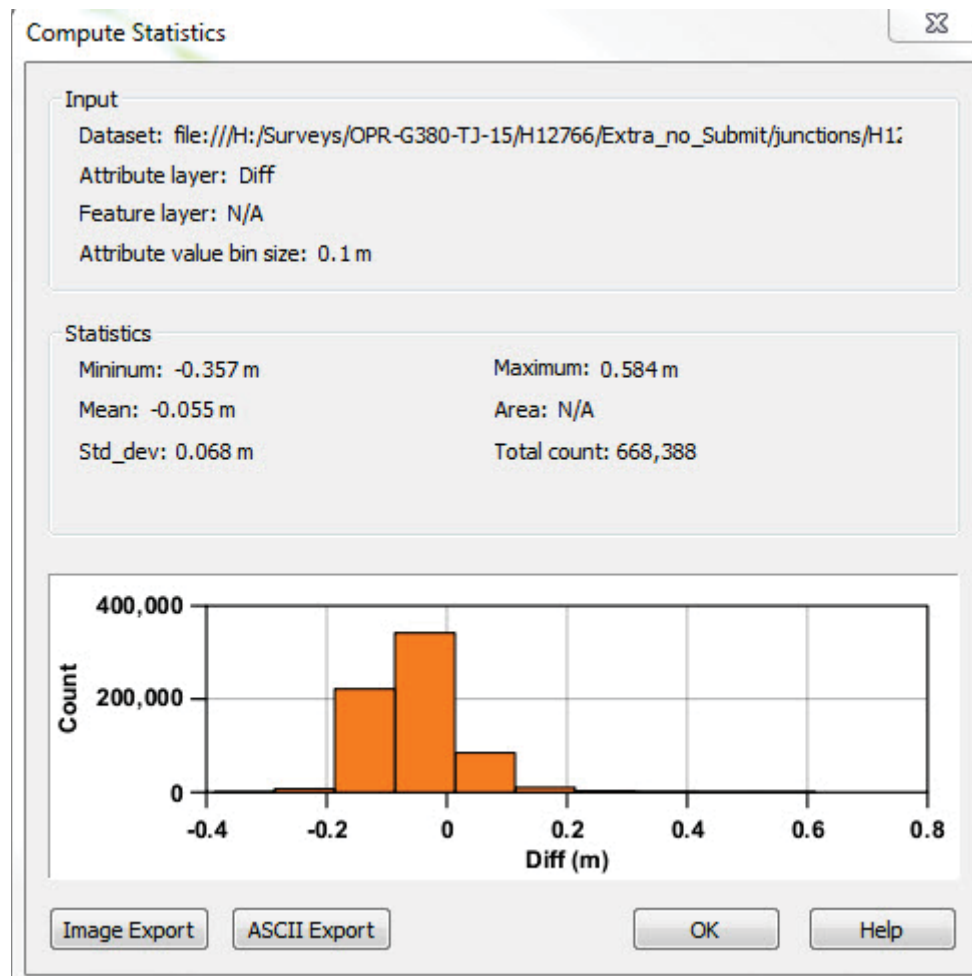 Compute Statistics
Input
Dataset: file:///H:/Surveys/OPR-G380-TJ-15/H12766/Extra_no_Submit/junctions/H12
Attribute layer: Diff
Feature layer: N/A
Attribute value bin size: 0.1 m
Statistics
Mininum: -0.357 m
Maximum: 0.584 m
Mean: -0.055 m
Area: N/A
Std_dev: 0.068 m
Total count: 668,388
400,000
200,000
0
Count
-0.4 -0.2 0 0.2 0.4 0.6 0.8
Diff (m)
Image Export
ASCII Export
OK
Help